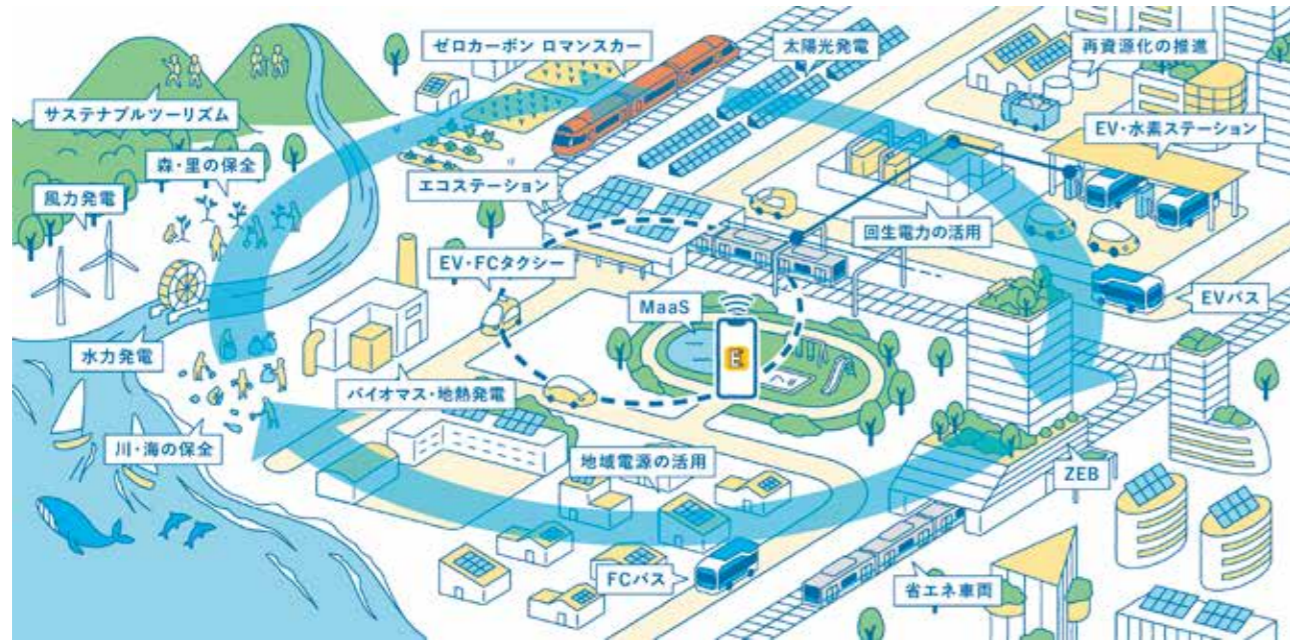 ゼロカーボン ロマンスカー
太陽光発電
再資源化の推進
サステナブルツーリズム
EV・水素ステーション
森・里の保全
エコステーション
風力発電
回生電力の活用
EV・FCタクシー
EVバス
MaaS
E
水力発電
バイオマス・地熱発電
川・海の保全
地域電源の活用
ZEB
FCバス
省エネ車両